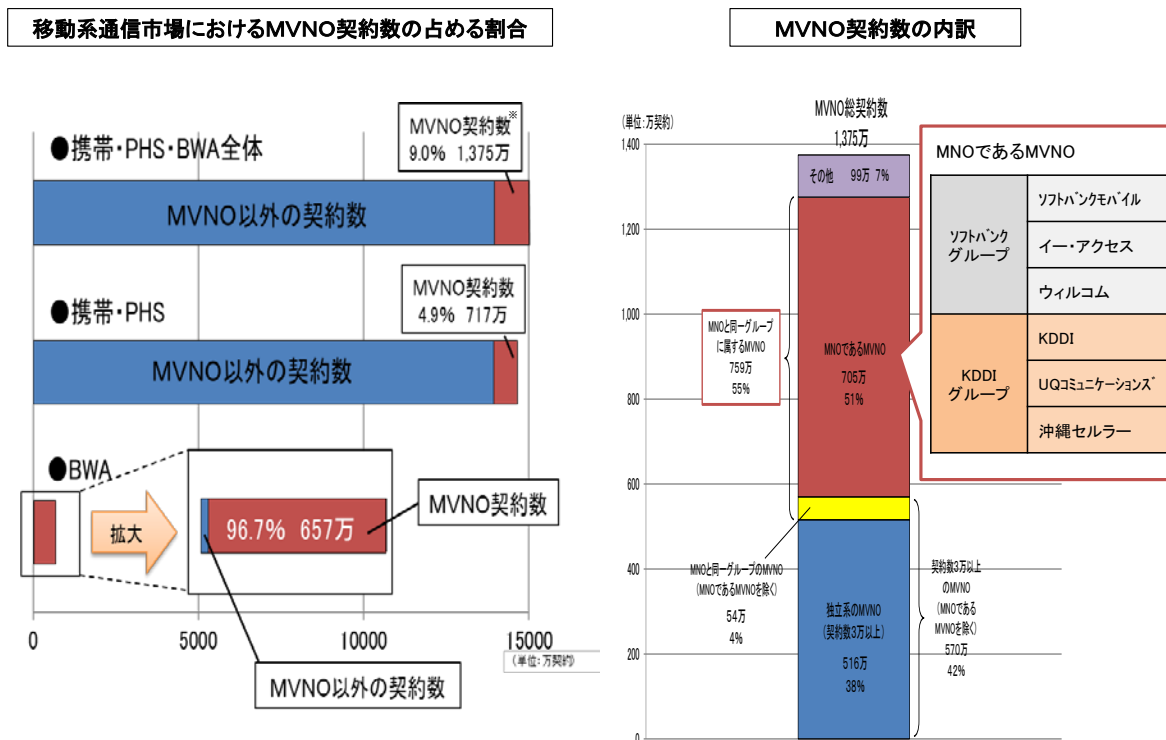 移動系通信市場におけるMVNO契約数の占める割合
●携帯・PHS・BWA全体
MVNO契約数※
9.0% 1,375万
MVNO以外の契約数
●携帯・PHS
MVNO契約数
4.9% 717万
MVNO以外の契約数
●BWA
拡大
96.7% 657万
MVNO契約数
0
5000
10000
15000
(単位:万契約)
MVNO以外の契約数
MVNO契約数の内訳
(単位:万契約)
MVNO総契約数
1,375万
1,400
1,200
1,000
800
600
400
200
0
その他 99万 7%
MNOと同一グループ
に属するMVNO
759万
55%
MNOであるMVNO
705万
51%
MNOと同一グループのMVNO
(MNOであるMVNOを除く)
54万
4%
独立系のMVNO
(契約数3万以上)
516万
38%
契約数3万以上
のMVNO
(MNOである
MVNOを除く)
570万
42%
MNOであるMVNO
ソフトバンク
グループ
ソフトバンクモバイル
イー・アクセス
ウィルコム
KDDI
グループ
KDDI
UQコミュニケーションズ
沖縄セルラー